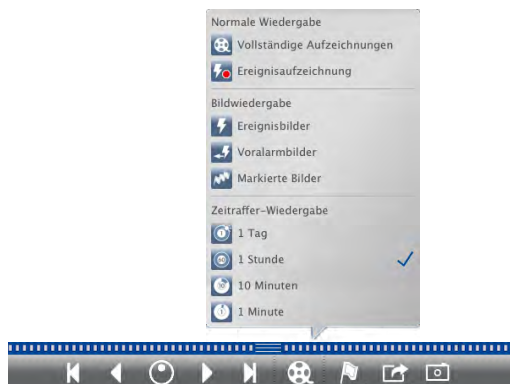 Normale Wiedergabe
Vollständige Aufzeichnungen
Ereignisaufzeichnung
Bildwiedergabe
Ereignisbilder
Voralarmbilder
Markierte Bilder
Zeitraffer-Wiedergabe
1 Tag
1 Stunde
10 Minuten
1 Minute